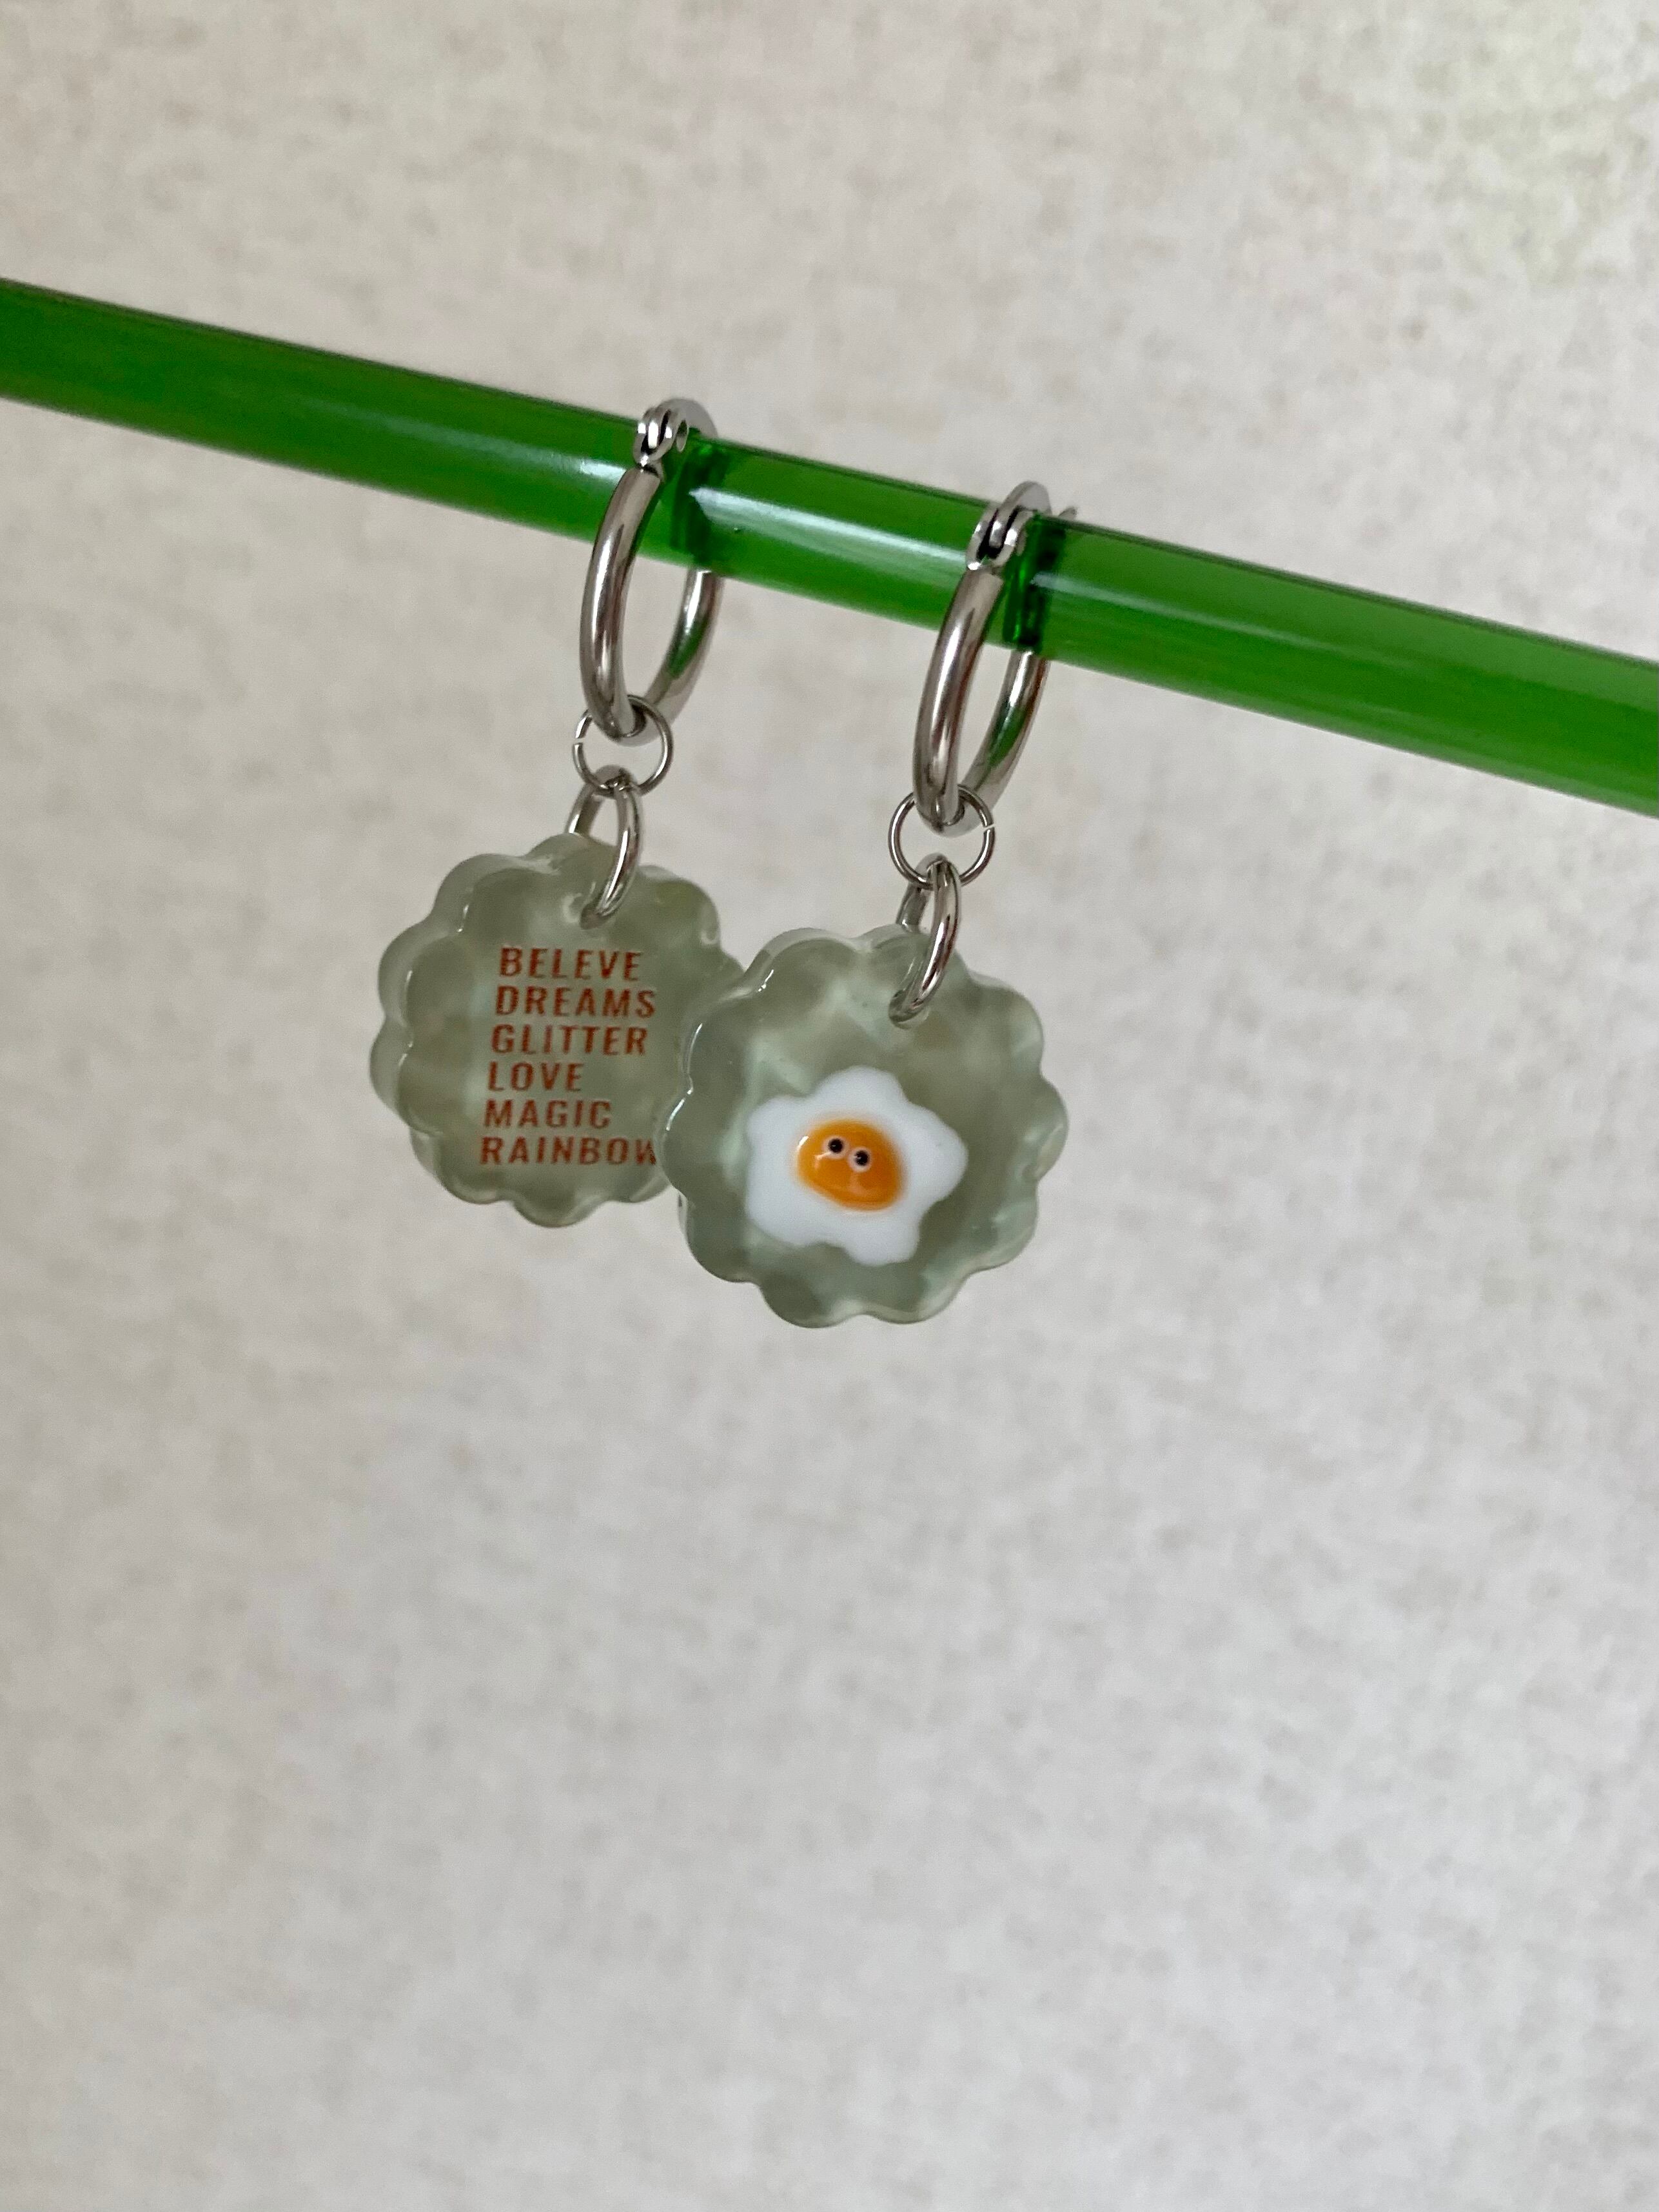 BELEVE
DREAMS
GLITTER
LOVE
MAGIC
RAINBOW